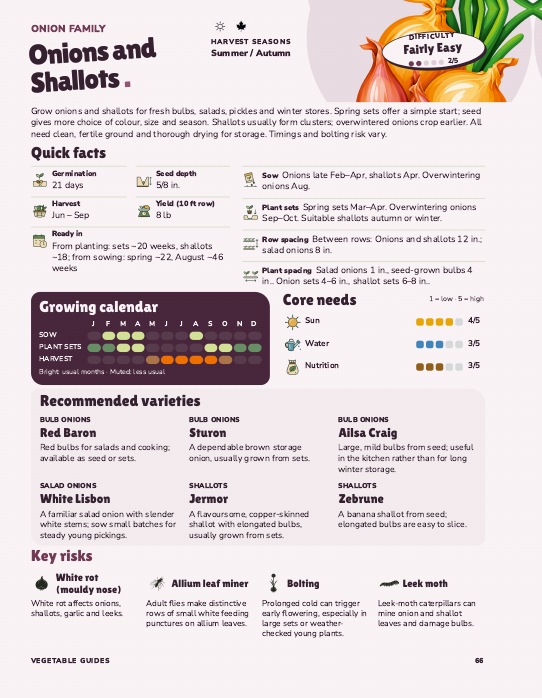 ONION FAMILY
Onions and
Shallots.
HARVEST SEASONS
Summer / Autumn
DIFFICULTY
Fairly Easy
2/5
Grow onions and shallots for fresh bulbs, salads, pickles and winter stores. Spring sets offer a simple start; seed
gives more choice of colour, size and season. Shallots usually form clusters; overwintered onions crop earlier. All
need clean, fertile ground and thorough drying for storage. Timings and bolting risk vary.
Quick facts
Germination
21 days
Seed depth
5/8 in.
Harvest
Jun – Sep
Yield (10 ft row)
8 lb
Ready in
From planting: sets ~20 weeks, shallots
~18; from sowing: spring ~22, August ~46
weeks
Sow Onions late Feb–Apr, shallots Apr. Overwintering
onions Aug.
Plant sets Spring sets Mar–Apr. Overwintering onions
Sep–Oct. Suitable shallots autumn or winter.
Row spacing Between rows: Onions and shallots 12 in.;
salad onions 8 in.
Plant spacing Salad onions 1 in., seed-grown bulbs 4
in.. Onion sets 4–6 in., shallot sets 6–8 in..
Growing calendar
J F M A M J J A S O N D
SOW
PLANT SETS
HARVEST
Bright: usual months · Muted: less usual
Core needs
1 = low · 5 = high
Sun 4/5
Water 3/5
Nutrition 3/5
Recommended varieties
BULB ONIONS
Red Baron
Red bulbs for salads and cooking;
available as seed or sets.
BULB ONIONS
Sturon
A dependable brown storage
onion, usually grown from sets.
BULB ONIONS
Ailsa Craig
Large, mild bulbs from seed; useful
in the kitchen rather than for long
winter storage.
SALAD ONIONS
White Lisbon
A familiar salad onion with slender
white stems; sow small batches for
steady young pickings.
SHALLOTS
Jermor
A flavoursome, copper-skinned
shallot with elongated bulbs,
usually grown from sets.
SHALLOTS
Zebrune
A banana shallot from seed;
elongated bulbs are easy to slice.
Key risks
White rot
(mouldy nose)
White rot affects onions,
shallots, garlic and leeks.
Allium leaf miner
Adult flies make distinctive
rows of small white feeding
punctures on allium leaves.
Bolting
Prolonged cold can trigger
early flowering, especially in
large sets or weather-
checked young plants.
Leek moth
Leek-moth caterpillars can
mine onion and shallot
leaves and damage bulbs.
VEGETABLE GUIDES
66